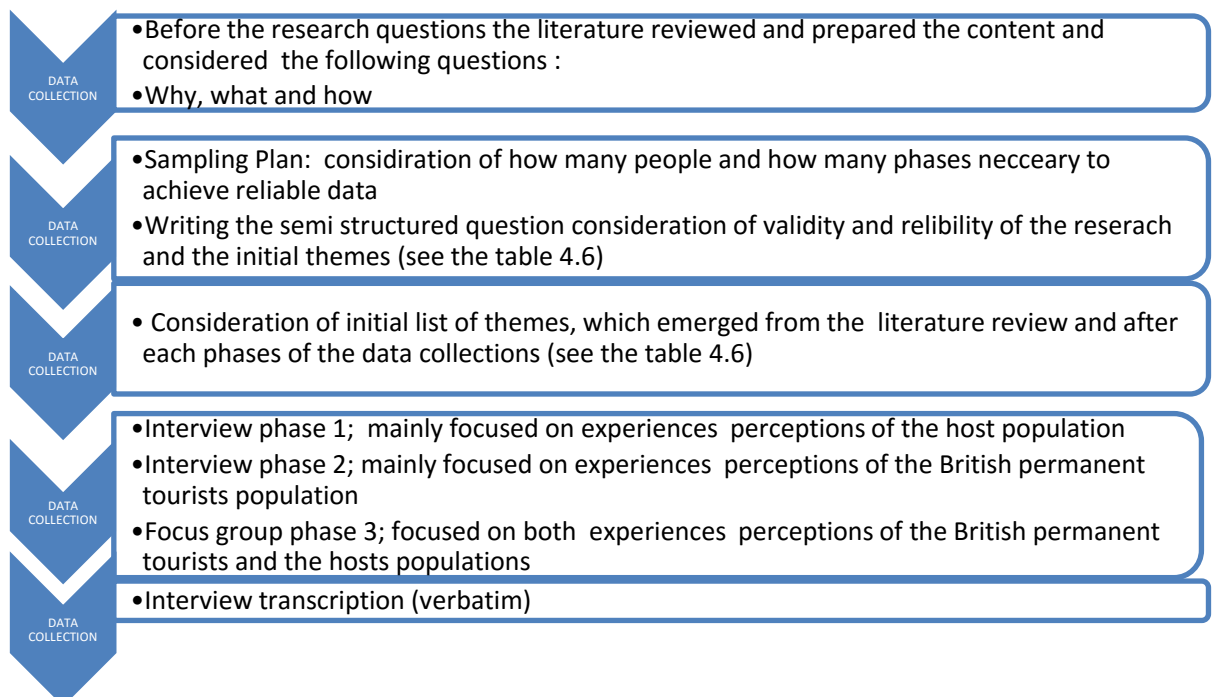 DATA
COLLECTION
•Before the research questions the literature reviewed and prepared the content and
considered the following questions :
•Why, what and how
DATA
COLLECTION
•Sampling Plan: considiration of how many people and how many phases necceary to
achieve reliable data
•Writing the semi structured question consideration of validity and relibility of the reserach
and the initial themes (see the table 4.6)
DATA
COLLECTION
• Consideration of initial list of themes, which emerged from the literature review and after
each phases of the data collections (see the table 4.6)
DATA
COLLECTION
•Interview phase 1; mainly focused on experiences perceptions of the host population
•Interview phase 2; mainly focused on experiences perceptions of the British permanent
tourists population
•Focus group phase 3; focused on both experiences perceptions of the British permanent
tourists and the hosts populations
DATA
COLLECTION
•Interview transcription (verbatim)